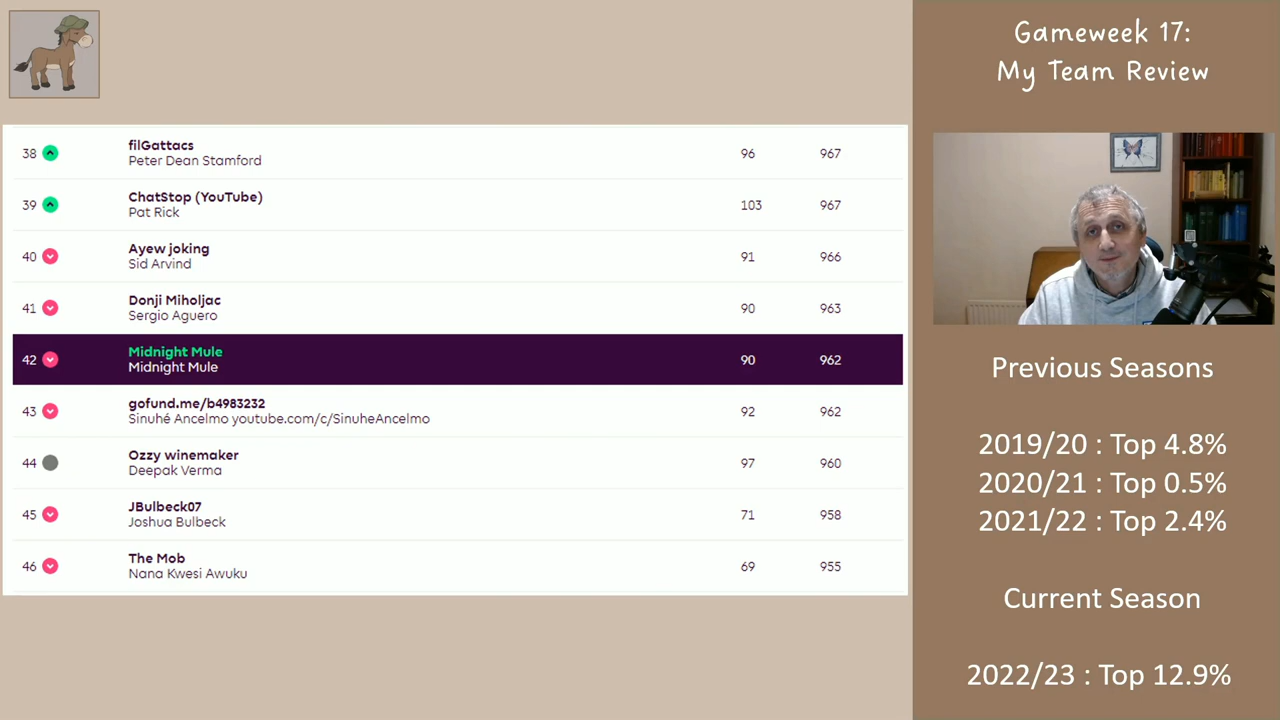 Gameweek 17:
My Team Review
38 filGattacs 96 967
Peter Dean Stamford
39 ChatStop (YouTube) 103 967
Pat Rick
40 Ayew joking 91 966
Sid Arvind
41 Donji Miholjac 90 963
Sergio Aguero
42 Midnight Mule 90 962
Midnight Mule
43 gofund.me/b4983232 92 962
Sinuhé Ancelmo youtube.com/c/SinuheAncelmo
44 Ozzy winemaker 97 960
Deepak Verma
45 JBulbeck07 71 958
Joshua Bulbeck
46 The Mob 69 955
Nana Kwesi Awuku
Previous Seasons
2019/20 : Top 4.8%
2020/21 : Top 0.5%
2021/22 : Top 2.4%
Current Season
2022/23 : Top 12.9%